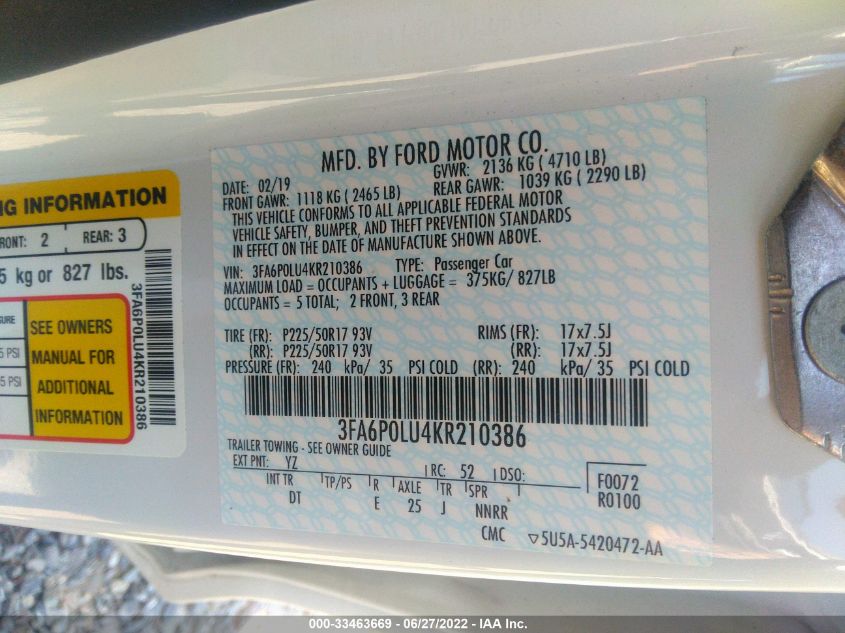 NG INFORMATION
RONT: 2 REAR: 3
5 kg or 827 lbs.
SURE
SEE OWNERS
MANUAL FOR
ADDITIONAL
INFORMATION
5 PSI
5 PSI
3FA6P0LU4KR210386
MFD. BY FORD MOTOR CO.
DATE: 02/19 GVWR: 2136 KG ( 4710 LB)
FRONT GAWR: 1118 KG ( 2465 LB) REAR GAWR: 1039 KG ( 2290 LB)
THIS VEHICLE CONFORMS TO ALL APPLICABLE FEDERAL MOTOR
VEHICLE SAFETY, BUMPER, AND THEFT PREVENTION STANDARDS
IN EFFECT ON THE DATE OF MANUFACTURE SHOWN ABOVE.
VIN: 3FA6P0LU4KR210386 TYPE: Passenger Car
MAXIMUM LOAD = OCCUPANTS + LUGGAGE = 375KG/ 827LB
OCCUPANTS = 5 TOTAL; 2 FRONT, 3 REAR
TIRE (FR): P225/50R17 93V RIMS (FR): 17x7.5J
(RR): P225/50R17 93V (RR): 17x7.5J
PRESSURE (FR): 240 kPa/ 35 PSI COLD (RR): 240 kPa/ 35 PSI COLD
3FA6P0LU4KR210386
TRAILER TOWING - SEE OWNER GUIDE
EXT PNT: YZ RC: 52 DSO:
INT TR TP/PS R AXLE TR SPR
DT E 25 J NNRR
F0072
R0100
CMC ▽5U5A-5420472-AA
000-33463669 - 06/27/2022 - IAA Inc.